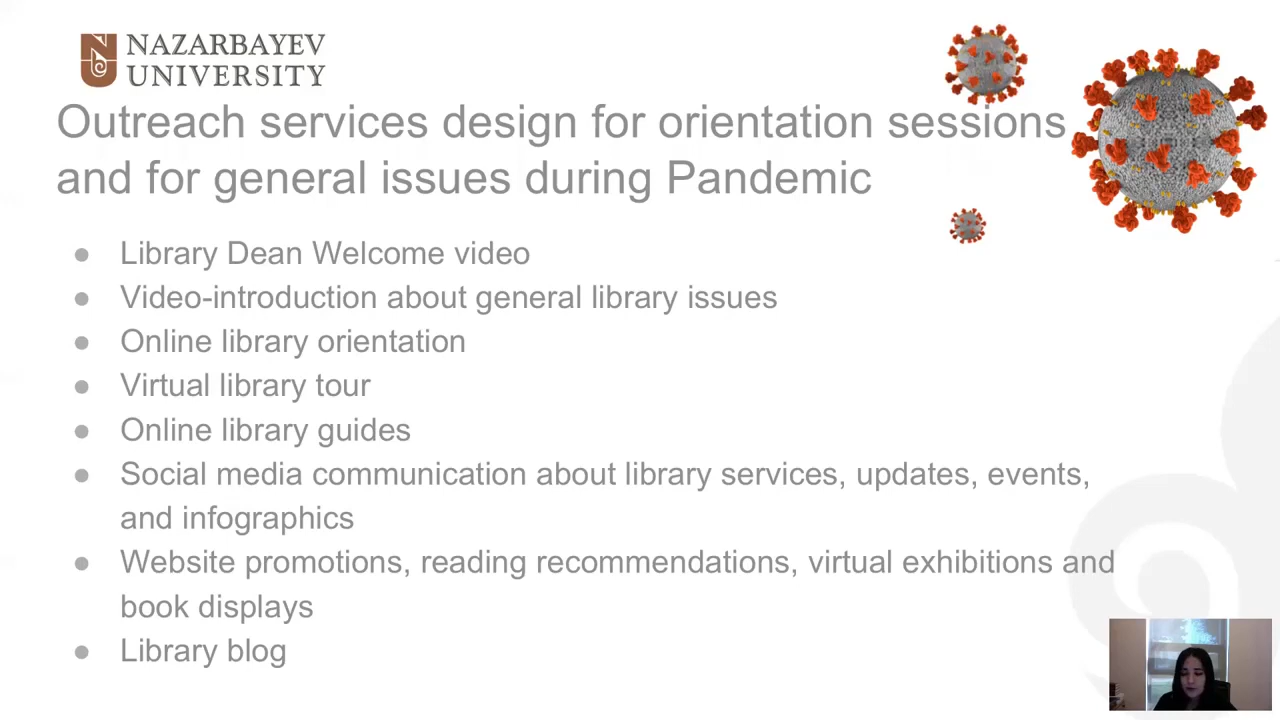 NAZARBAYEV
UNIVERSITY
Outreach services design for orientation sessions
and for general issues during Pandemic
● Library Dean Welcome video
● Video-introduction about general library issues
● Online library orientation
● Virtual library tour
● Online library guides
● Social media communication about library services, updates, events,
and infographics
● Website promotions, reading recommendations, virtual exhibitions and
book displays
● Library blog